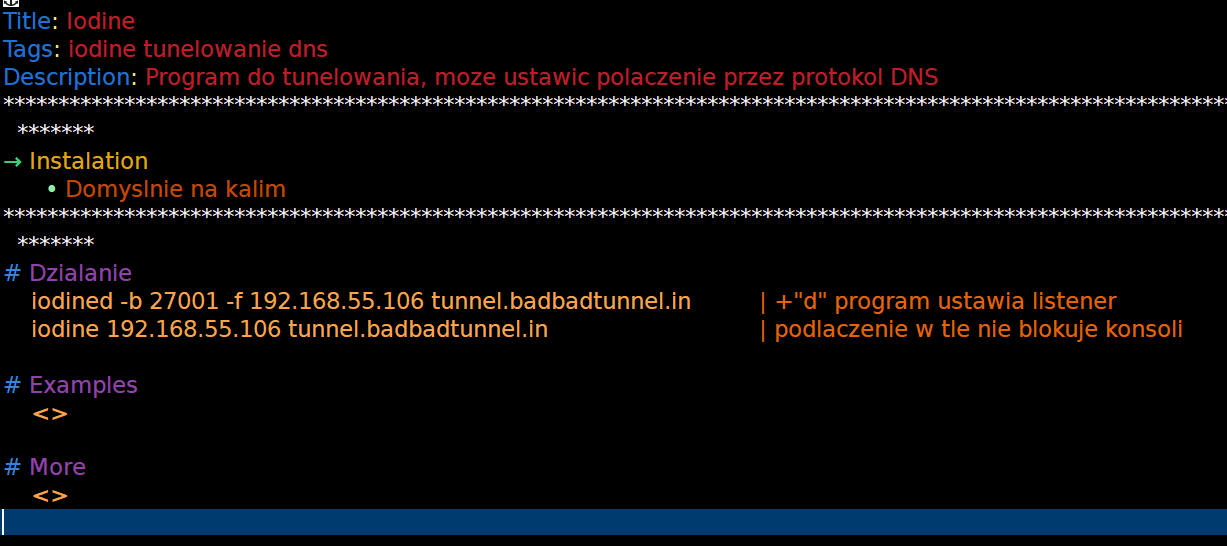 Title: Iodine
Tags: iodine tunelowanie dns
Description: Program do tunelowania, moze ustawic polaczenie przez protokol DNS
***************************************************************************************************************
*******
→ Instalation
• Domyslnie na kalim
***************************************************************************************************************
*******
# Dzialanie
iodined -b 27001 -f 192.168.55.106 tunnel.badbadtunnel.in | +"d" program ustawia listener
iodine 192.168.55.106 tunnel.badbadtunnel.in | podlaczenie w tle nie blokuje konsoli
# Examples
<>
# More
<>